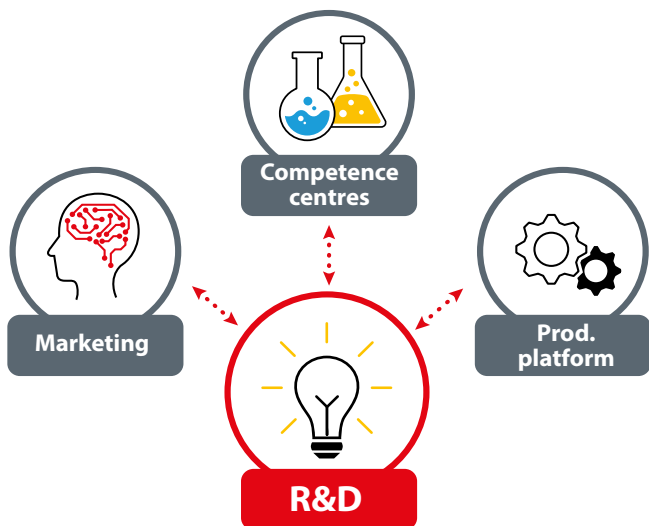 Competence
centres
Marketing
Prod.
platform
R&D